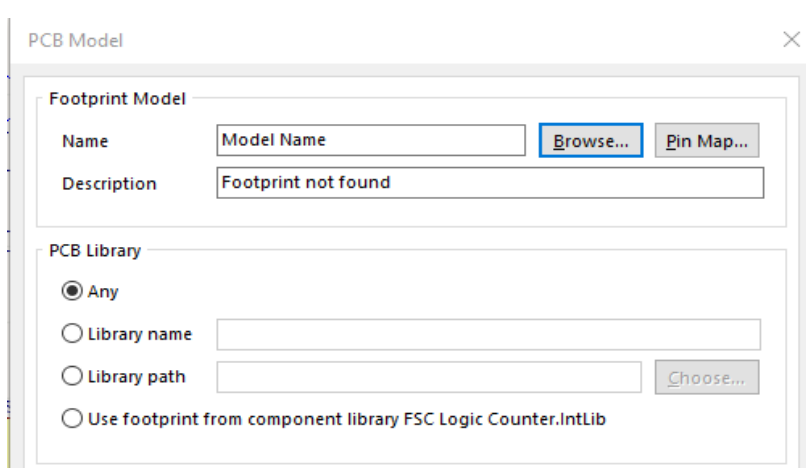 PCB Model
Footprint Model
Name Model Name Browse... Pin Map...
Description Footprint not found
PCB Library
Any
Library name
Library path Choose...
Use footprint from component library FSC Logic Counter.IntLib